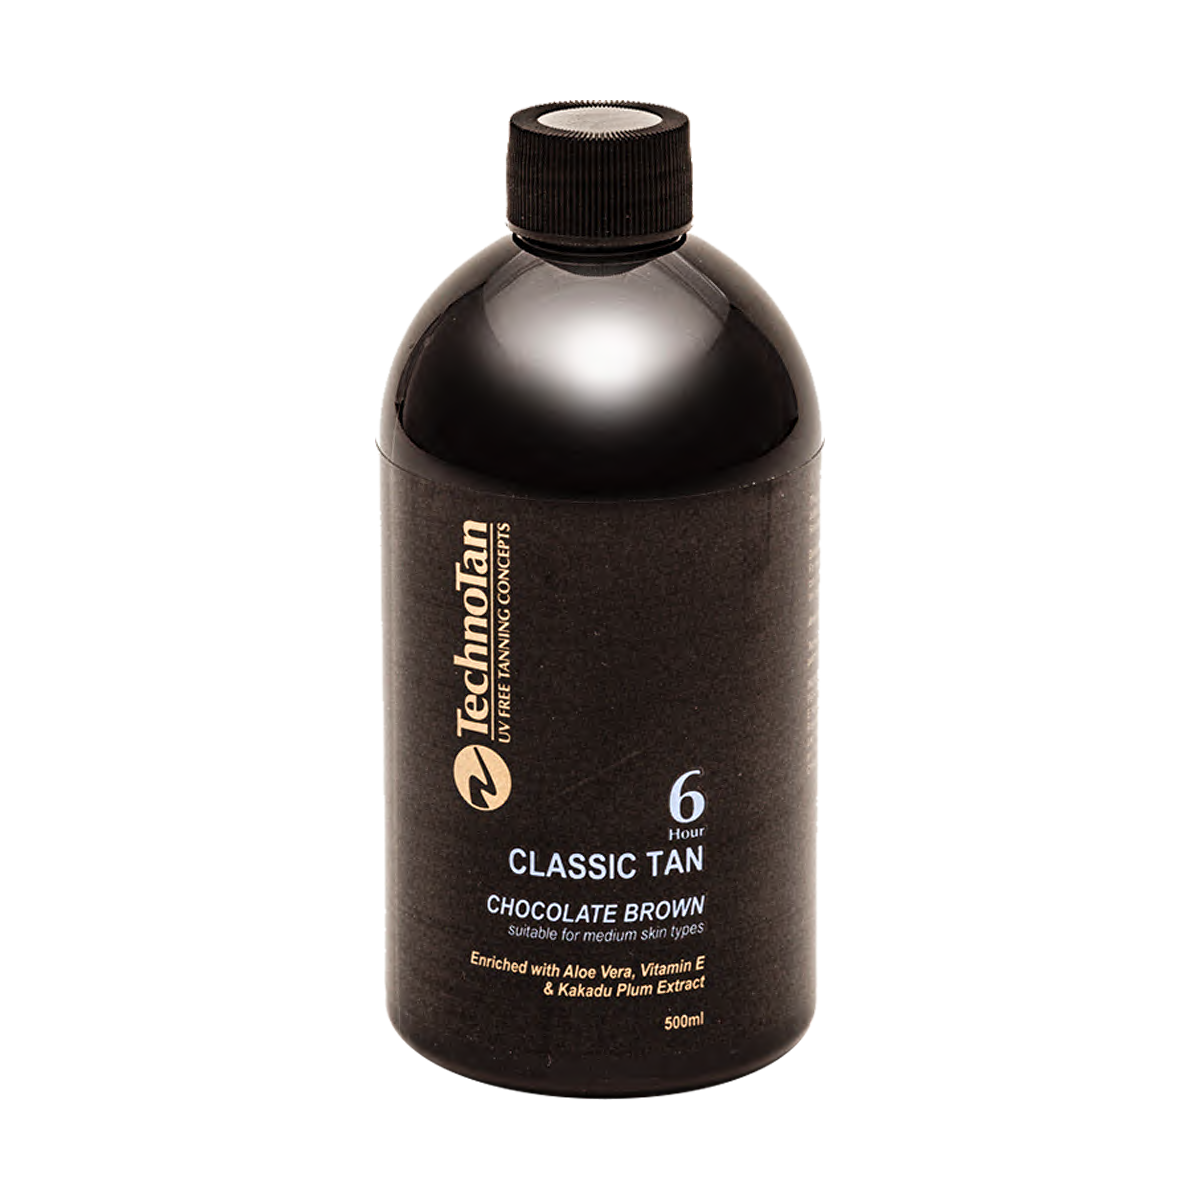 TechnoTan
UV FREE TANNING CONCEPTS
6
Hour
CLASSIC TAN
CHOCOLATE BROWN
suitable for medium skin types
Enriched with Aloe Vera, Vitamin E
& Kakadu Plum Extract
500ml